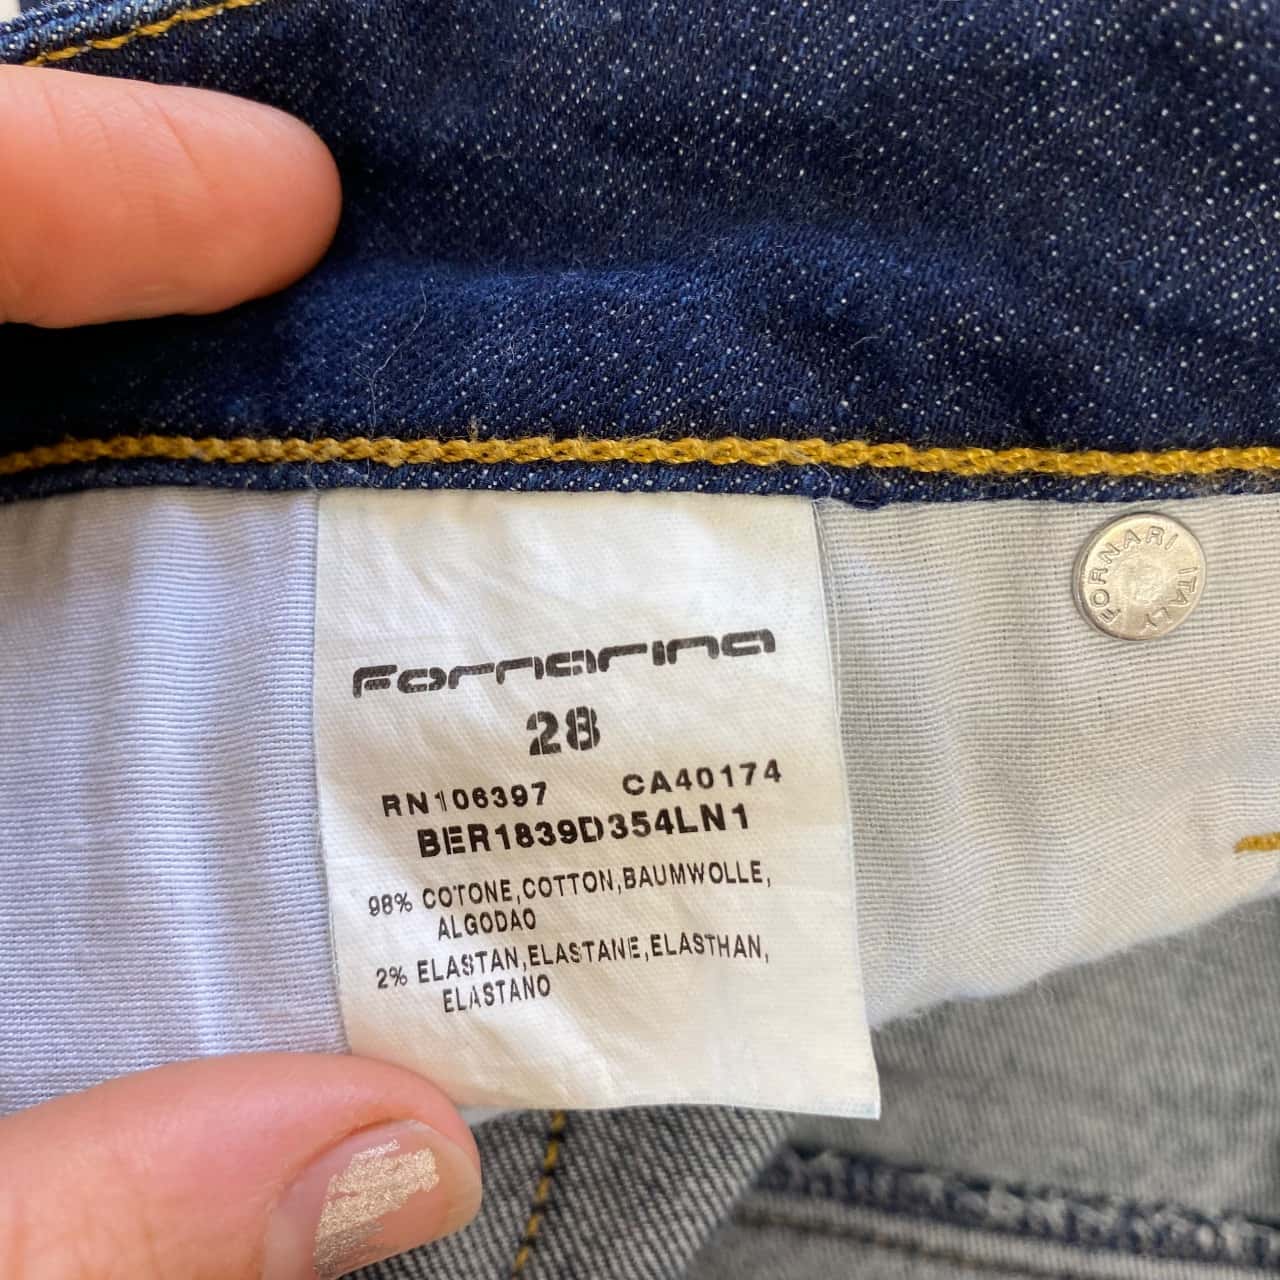 Fornarina
28
RN106397 CA40174
BER1839D354LN1
98% COTONE,COTTON,BAUMWOLLE,
ALGODAO
2% ELASTAN,ELASTANE,ELASTHAN,
ELASTANO
FORNARI ITALY